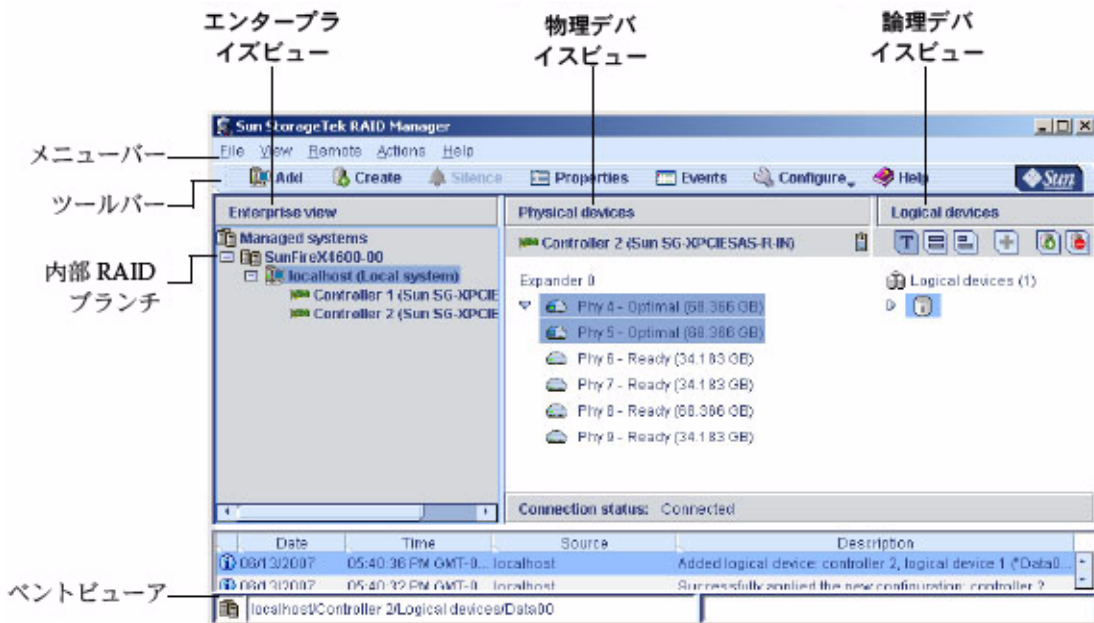 エンタープラ
イズビュー
物理デバ
イスビュー
論理デバ
イスビュー
メニューバー
ツールバー
内部 RAID
ブランチ
ベントビューア
Sun StorageTek RAID Manager
File View Remote Actions Help
Add Create Silence Properties Events Configure Help Sun
Enterprise view
Managed systems
SunFireX4600-00
localhost (Local system)
Controller 1 (Sun SG-XPCIE
Controller 2 (Sun SG-XPCIE
Physical devices
Controller 2 (Sun SG-XPCIESAS-R-IN)
Expander 0
Phy 4 - Optimal (68.366 GB)
Phy 5 - Optimal (68.366 GB)
Phy 6 - Ready (34.183 GB)
Phy 7 - Ready (34.183 GB)
Phy 8 - Ready (68.366 GB)
Phy 9 - Ready (34.183 GB)
Connection status: Connected
Logical devices
T
Logical devices (1)
Date Time Source Description
06/13/2007 05:40:36 PM GMT-0... localhost Added logical device: controller 2, logical device 1 ("Data0...
06/13/2007 05:40:32 PM GMT-0... localhost Successfully applied the new configuration: controller 2
localhost/Controller 2/Logical devices/Data00